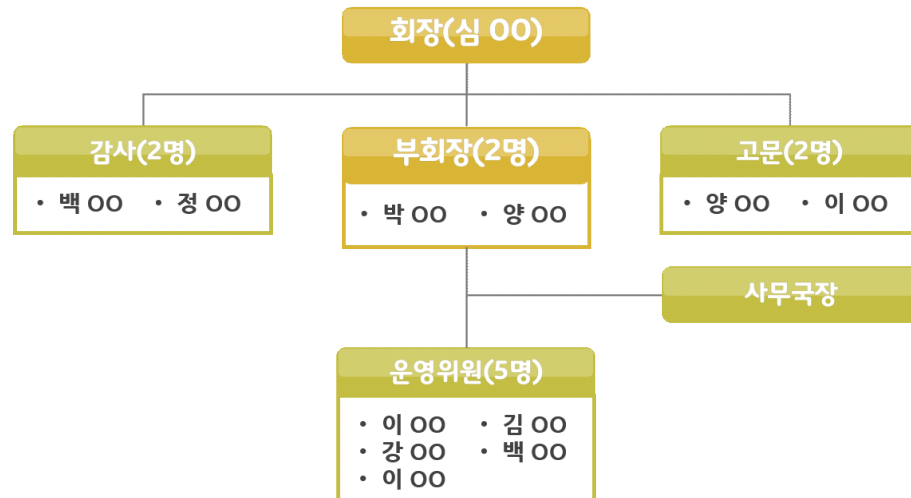 회장(심 OO)
감사(2명)
• 백 OO • 정 OO
부회장(2명)
• 박 OO • 양 OO
고문(2명)
• 양 OO • 이 OO
사무국장
운영위원(5명)
• 이 OO • 김 OO
• 강 OO • 백 OO
• 이 OO